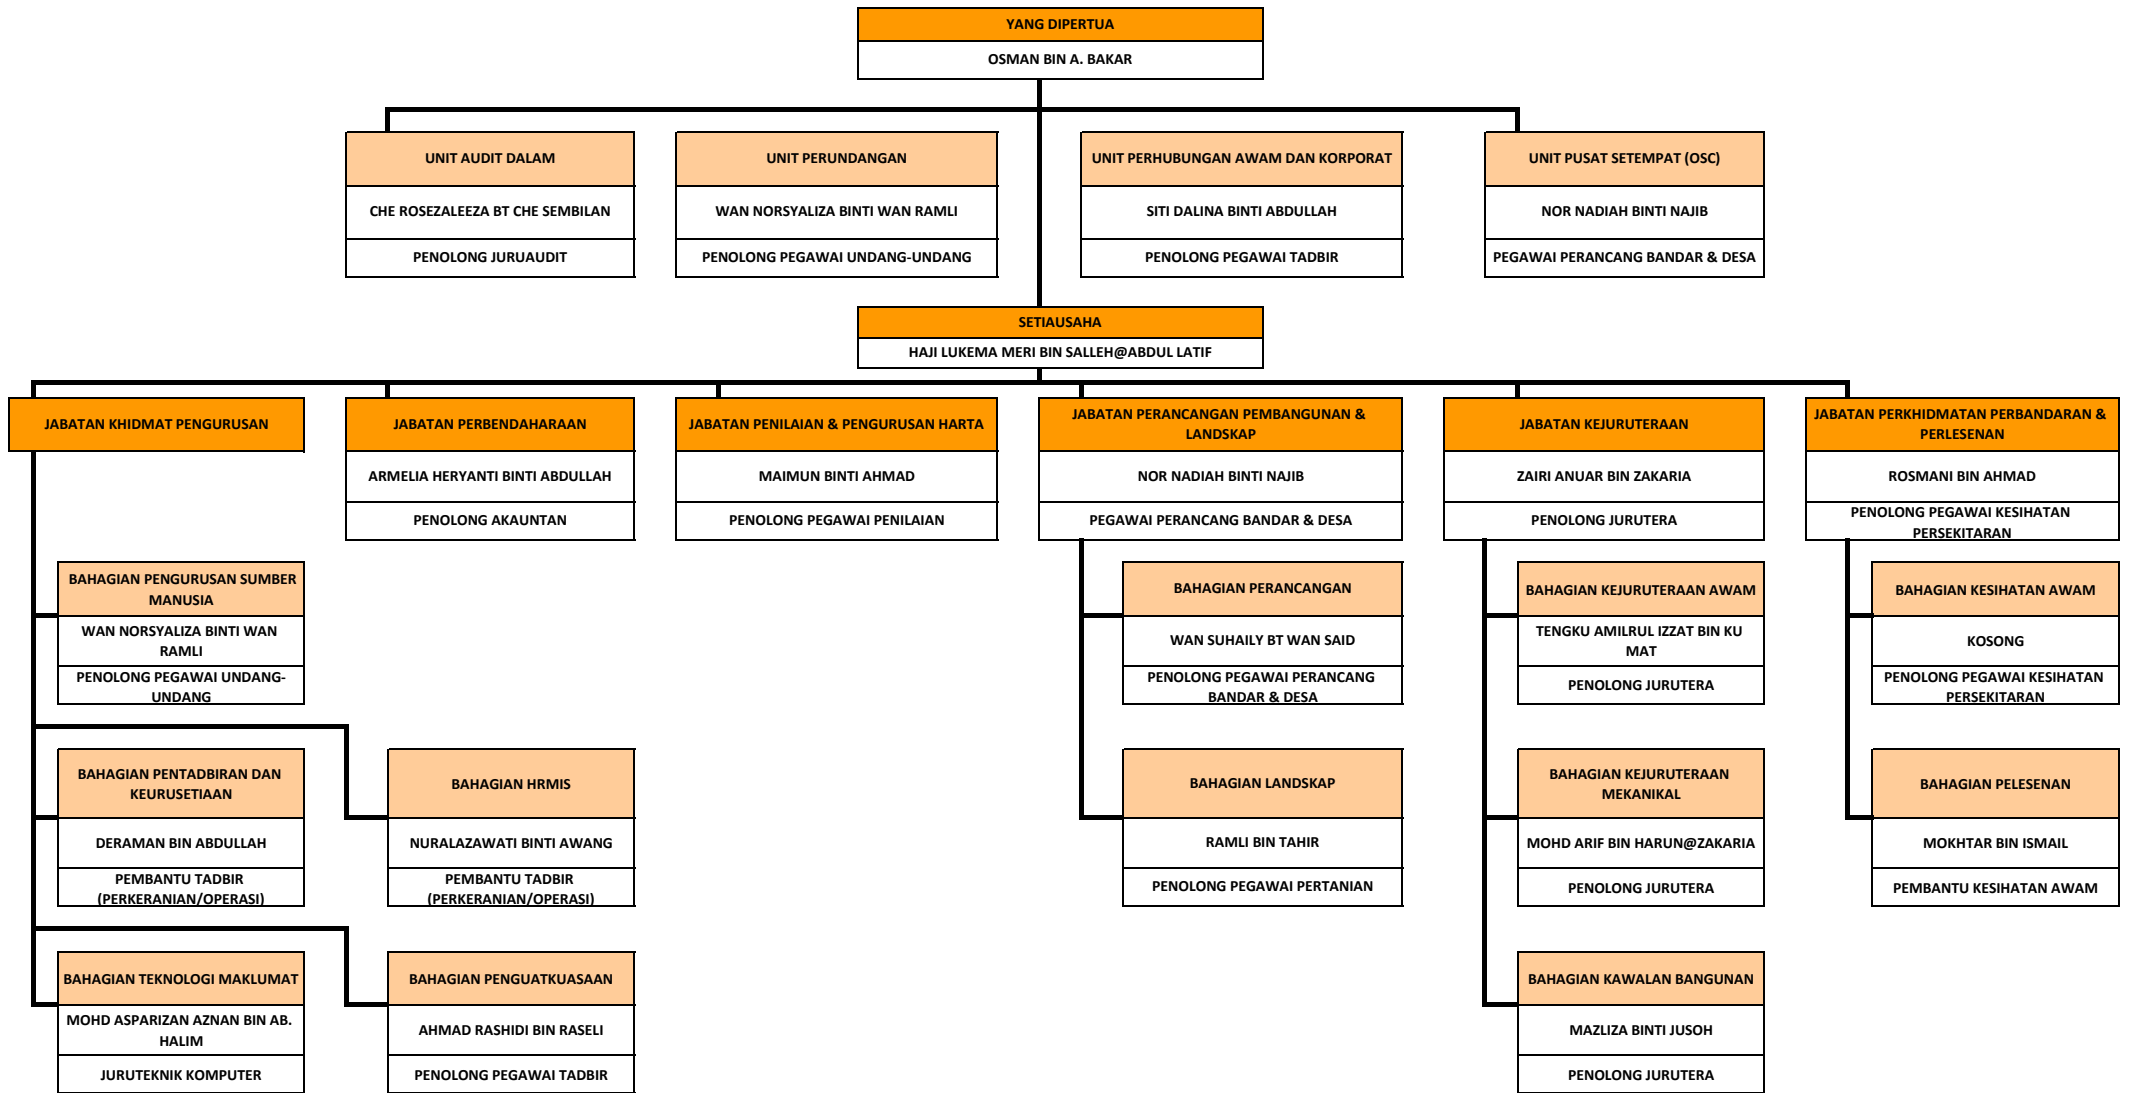 YANG DIPERTUA
OSMAN BIN A. BAKAR
UNIT AUDIT DALAM
CHE ROSEZALEEZA BT CHE SEMBILAN
PENOLONG JURUAUDIT
UNIT PERUNDANGAN
WAN NORSYALIZA BINTI WAN RAMLI
PENOLONG PEGAWAI UNDANG-UNDANG
UNIT PERHUBUNGAN AWAM DAN KORPORAT
SITI DALINA BINTI ABDULLAH
PENOLONG PEGAWAI TADBIR
UNIT PUSAT SETEMPAT (OSC)
NOR NADIAH BINTI NAJIB
PEGAWAI PERANCANG BANDAR & DESA
SETIAUSAHA
HAJI LUKEMA MERI BIN SALLEH@ABDUL LATIF
JABATAN KHIDMAT PENGURUSAN
JABATAN PERBENDAHARAAN
ARMELIA HERYANTI BINTI ABDULLAH
PENOLONG AKAUNTAN
JABATAN PENILAIAN & PENGURUSAN HARTA
MAIMUN BINTI AHMAD
PENOLONG PEGAWAI PENILAIAN
JABATAN PERANCANGAN PEMBANGUNAN &
LANDSKAP
NOR NADIAH BINTI NAJIB
PEGAWAI PERANCANG BANDAR & DESA
JABATAN KEJURUTERAAN
ZAIRI ANUAR BIN ZAKARIA
PENOLONG JURUTERA
JABATAN PERKHIDMATAN PERBANDARAN &
PERLESENAN
ROSMANI BIN AHMAD
PENOLONG PEGAWAI KESIHATAN
PERSEKITARAN
BAHAGIAN PENGURUSAN SUMBER
MANUSIA
WAN NORSYALIZA BINTI WAN
RAMLI
PENOLONG PEGAWAI UNDANG-
UNDANG
BAHAGIAN PERANCANGAN
WAN SUHAILY BT WAN SAID
PENOLONG PEGAWAI PERANCANG
BANDAR & DESA
BAHAGIAN KEJURUTERAAN AWAM
TENGKU AMILRUL IZZAT BIN KU
MAT
PENOLONG JURUTERA
BAHAGIAN KESIHATAN AWAM
KOSONG
PENOLONG PEGAWAI KESIHATAN
PERSEKITARAN
BAHAGIAN PENTADBIRAN DAN
KEURUSETIAAN
DERAMAN BIN ABDULLAH
PEMBANTU TADBIR
(PERKERANIAN/OPERASI)
BAHAGIAN HRMIS
NURALAZAWATI BINTI AWANG
PEMBANTU TADBIR
(PERKERANIAN/OPERASI)
BAHAGIAN LANDSKAP
RAMLI BIN TAHIR
PENOLONG PEGAWAI PERTANIAN
BAHAGIAN KEJURUTERAAN
MEKANIKAL
MOHD ARIF BIN HARUN@ZAKARIA
PENOLONG JURUTERA
BAHAGIAN PELESENAN
MOKHTAR BIN ISMAIL
PEMBANTU KESIHATAN AWAM
BAHAGIAN TEKNOLOGI MAKLUMAT
MOHD ASPARIZAN AZNAN BIN AB.
HALIM
JURUTEKNIK KOMPUTER
BAHAGIAN PENGUATKUASAAN
AHMAD RASHIDI BIN RASELI
PENOLONG PEGAWAI TADBIR
BAHAGIAN KAWALAN BANGUNAN
MAZLIZA BINTI JUSOH
PENOLONG JURUTERA